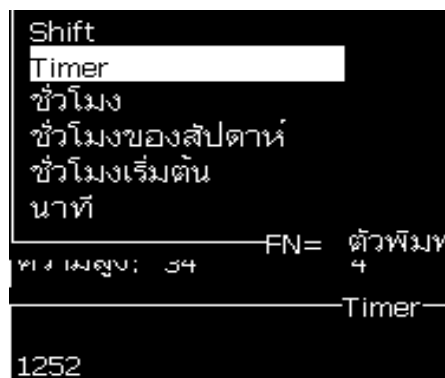 Shift
Timer
ชั่วโมง
ชั่วโมงของสัปดาห์
ชั่วโมงเริ่มต้น
นาที
FN= ตัวพิมพ
34 4
Timer
1252